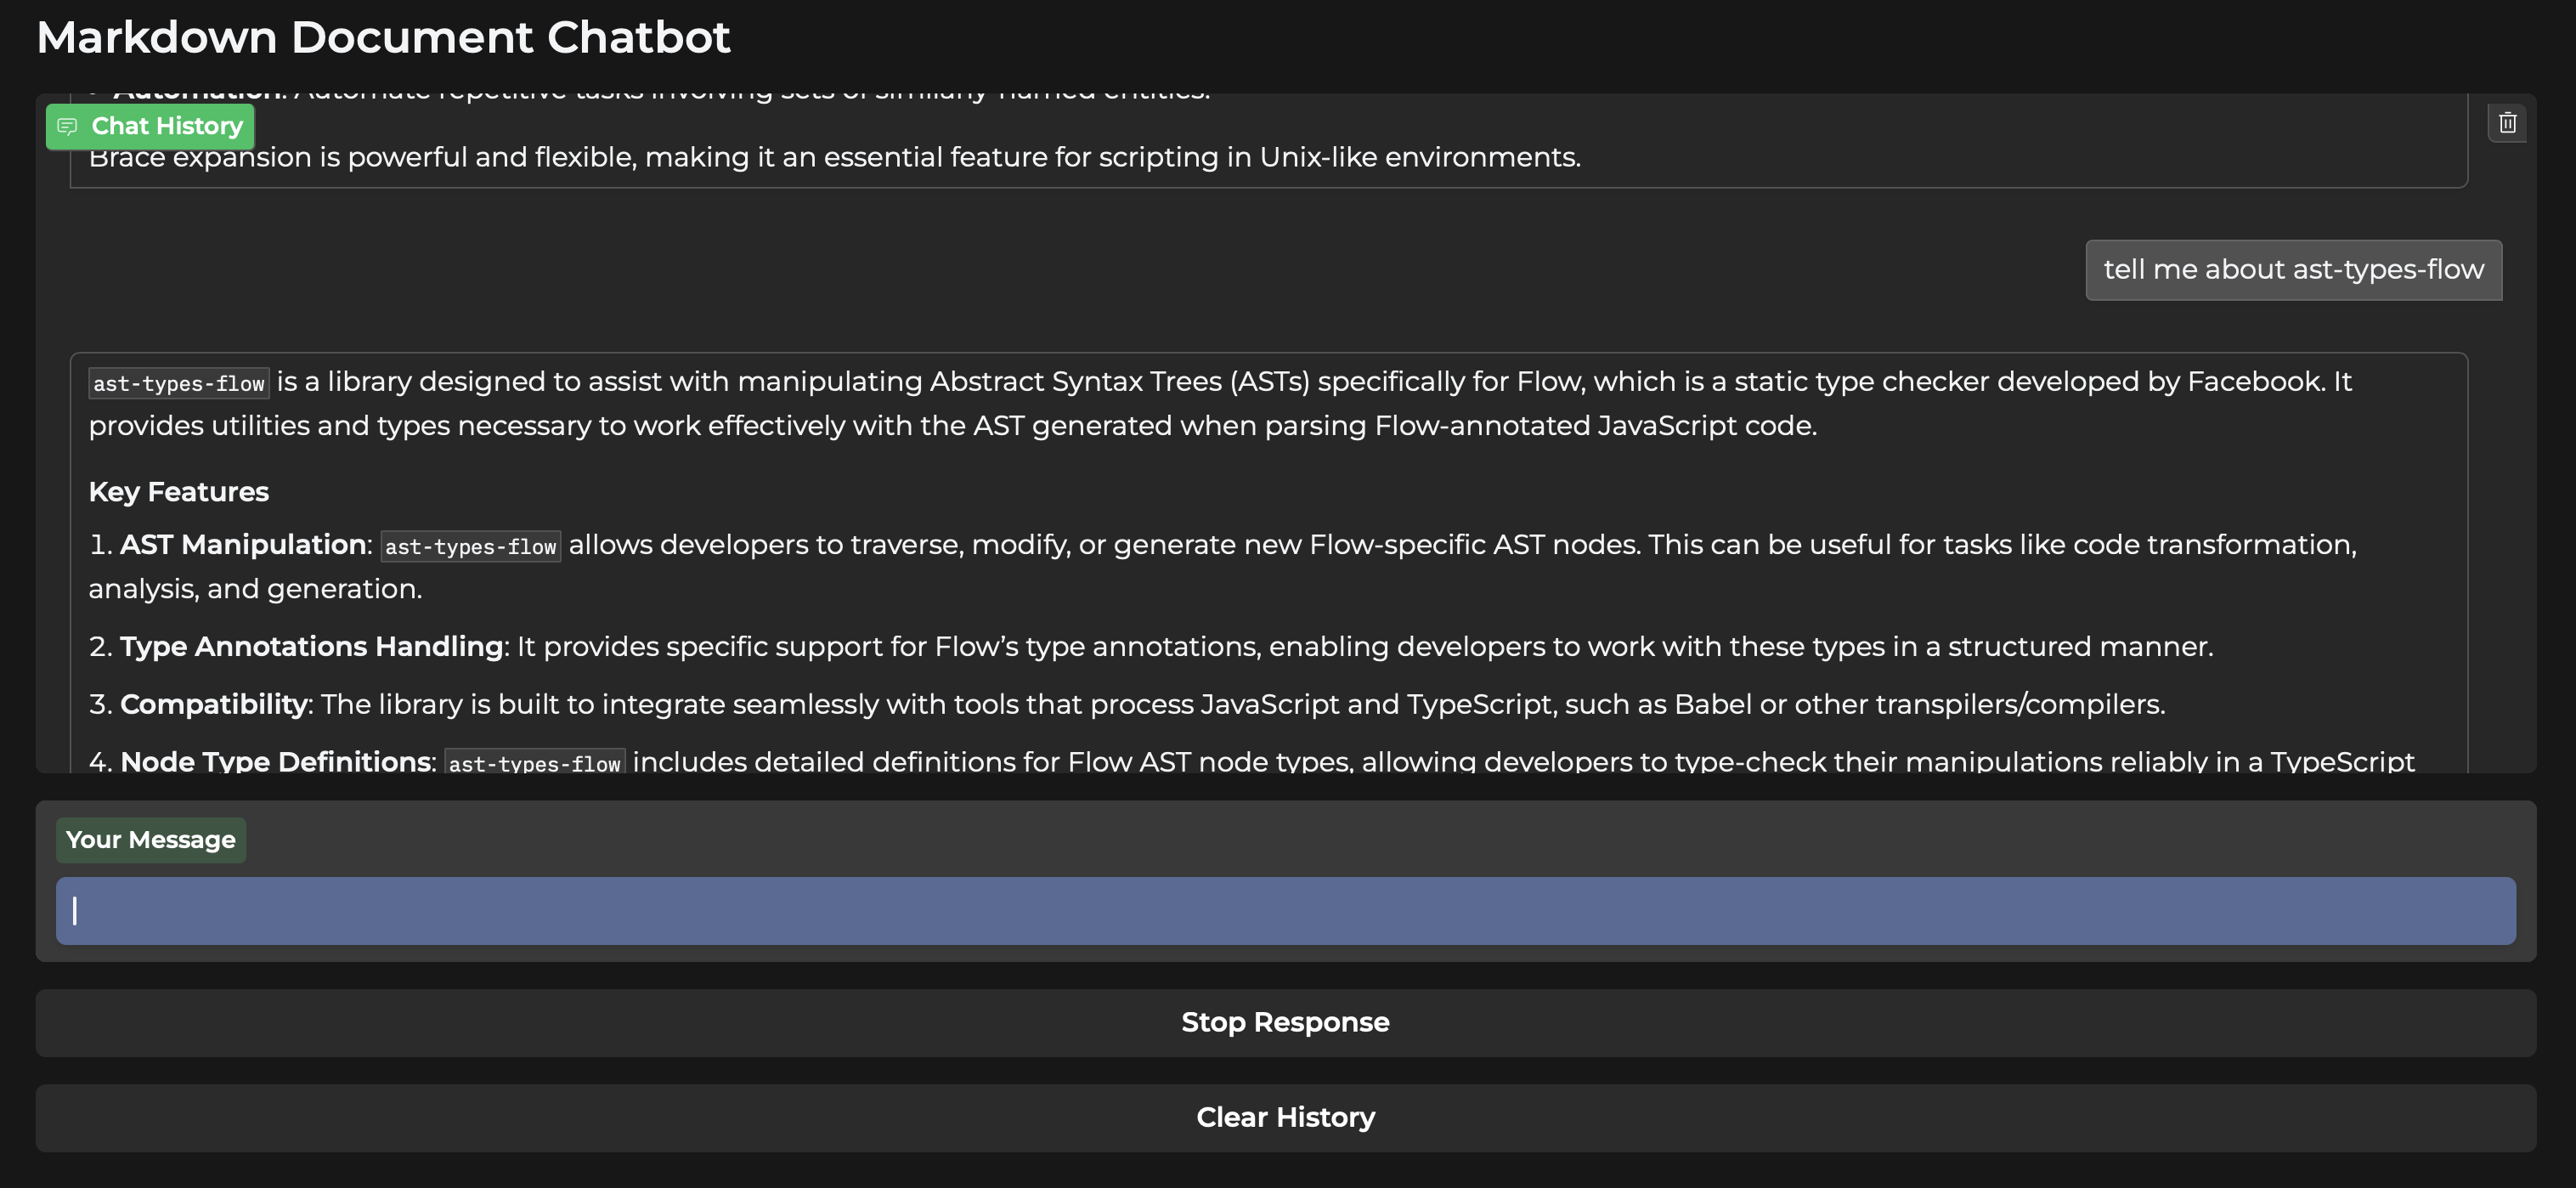 Markdown Document Chatbot
Automation: Automate repetitive tasks involving sets of similarly named entities.
Chat History
Brace expansion is powerful and flexible, making it an essential feature for scripting in Unix-like environments.
tell me about ast-types-flow
ast-types-flow is a library designed to assist with manipulating Abstract Syntax Trees (ASTs) specifically for Flow, which is a static type checker developed by Facebook. It
provides utilities and types necessary to work effectively with the AST generated when parsing Flow-annotated JavaScript code.
Key Features
1. AST Manipulation: ast-types-flow allows developers to traverse, modify, or generate new Flow-specific AST nodes. This can be useful for tasks like code transformation,
analysis, and generation.
2. Type Annotations Handling: It provides specific support for Flow’s type annotations, enabling developers to work with these types in a structured manner.
3. Compatibility: The library is built to integrate seamlessly with tools that process JavaScript and TypeScript, such as Babel or other transpilers/compilers.
4. Node Type Definitions: ast-types-flow includes detailed definitions for Flow AST node types, allowing developers to type-check their manipulations reliably in a TypeScript
Your Message
Stop Response
Clear History